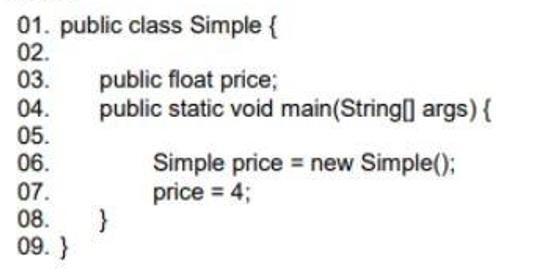 01. public class Simple {
02.
03. public float price;
04. public static void main(String[] args) {
05.
06. Simple price = new Simple();
07. price = 4;
08. }
09. }